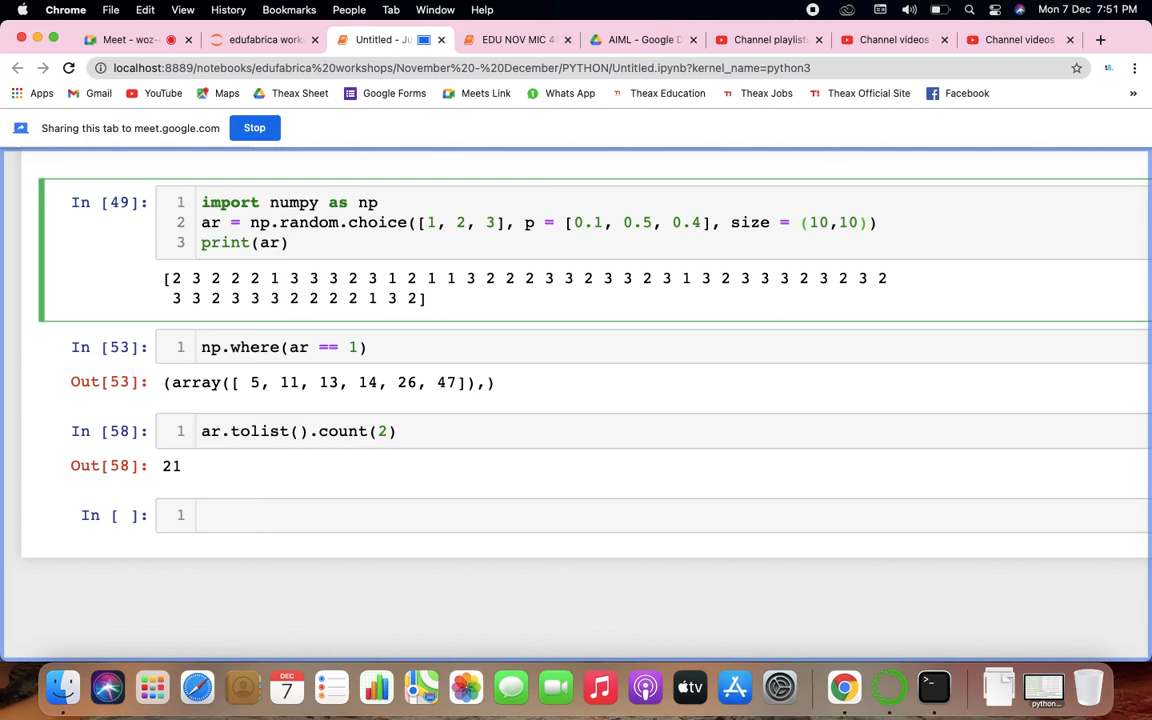 Chrome File Edit View History Bookmarks People Tab Window Help Mon 7 Dec 7:51 PM
Meet - woz- edufabrica work Untitled - Ju EDU NOV MIC 4 AIML - Google D Channel playlists Channel videos - Channel videos
localhost:8889/notebooks/edufabrica%20workshops/November%20-%20December/PYTHON/Untitled.ipynb?kernel_name=python3
Apps Gmail YouTube Maps Theax Sheet Google Forms Meets Link Whats App Theax Education Theax Jobs Theax Official Site Facebook »
Sharing this tab to meet.google.com Stop
In [49]: 1 import numpy as np
2 ar = np.random.choice([1, 2, 3], p = [0.1, 0.5, 0.4], size = (10,10))
3 print(ar)
[2 3 2 2 2 1 3 3 3 2 3 1 2 1 1 3 2 2 2 3 3 2 3 3 2 3 1 3 2 3 3 3 2 3 2 3 2
3 3 2 3 3 3 2 2 2 2 1 3 2]
In [53]: 1 np.where(ar == 1)
Out[53]: (array([ 5, 11, 13, 14, 26, 47]),)
In [58]: 1 ar.tolist().count(2)
Out[58]: 21
In [ ]: 1
DEC
7
tv
python...